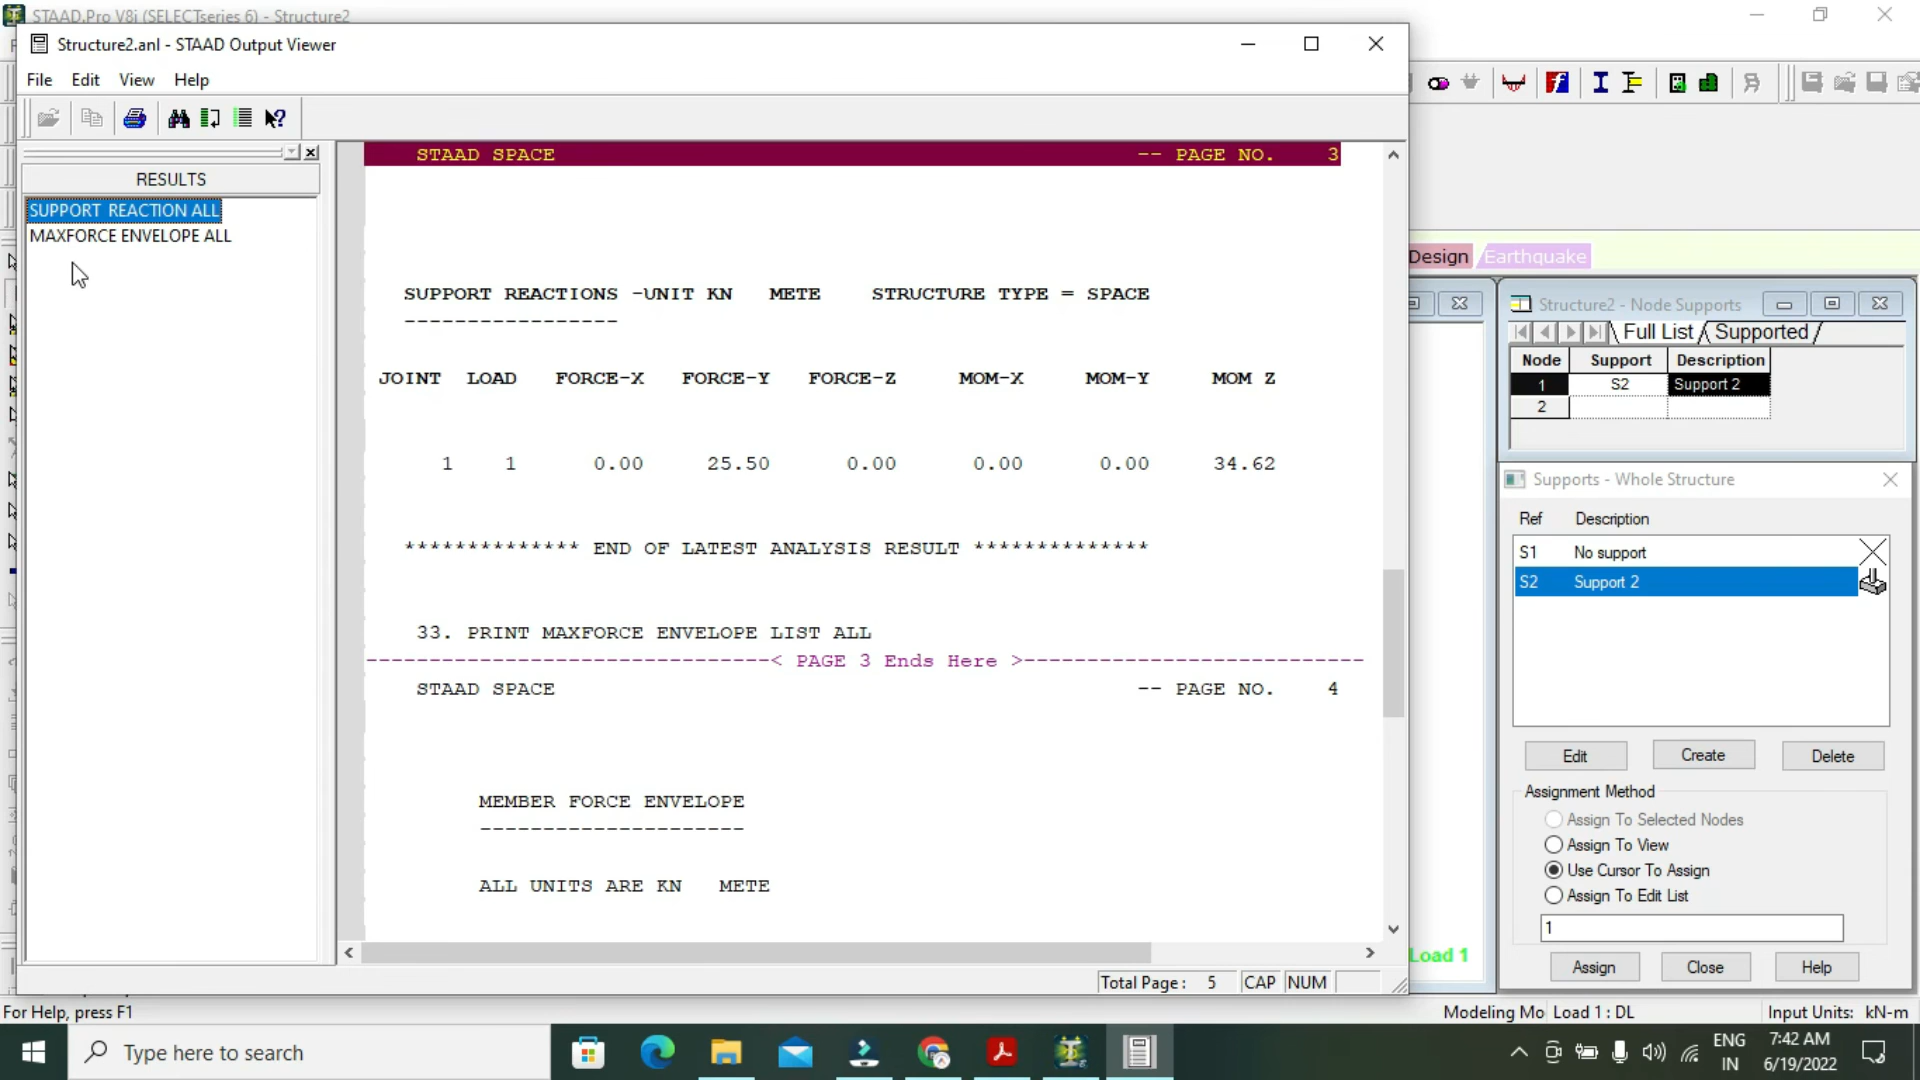 STAAD.Pro V8i (SELECTseries 6) - Structure2
Structure2.anl - STAAD Output Viewer
File Edit View Help
RESULTS
SUPPORT REACTION ALL
MAXFORCE ENVELOPE ALL
STAAD SPACE -- PAGE NO. 3
SUPPORT REACTIONS -UNIT KN METE STRUCTURE TYPE = SPACE
-----------------
JOINT LOAD FORCE-X FORCE-Y FORCE-Z MOM-X MOM-Y MOM Z
1 1 0.00 25.50 0.00 0.00 0.00 34.62
************** END OF LATEST ANALYSIS RESULT **************
33. PRINT MAXFORCE ENVELOPE LIST ALL
--------------------------------< PAGE 3 Ends Here >---------------------------
STAAD SPACE -- PAGE NO. 4
MEMBER FORCE ENVELOPE
---------------------
ALL UNITS ARE KN METE
Total Page : 5 CAP NUM
Design Earthquake
Structure2 - Node Supports
Full List Supported
Node Support Description
1 S2 Support 2
2
Supports - Whole Structure
Ref Description
S1 No support
S2 Support 2
Edit Create Delete
Assignment Method
Assign To Selected Nodes
Assign To View
Use Cursor To Assign
Assign To Edit List
1
Assign Close Help
Load 1
For Help, press F1
Modeling Mo Load 1 : DL Input Units: kN-m
Type here to search
ENG
IN
7:42 AM
6/19/2022